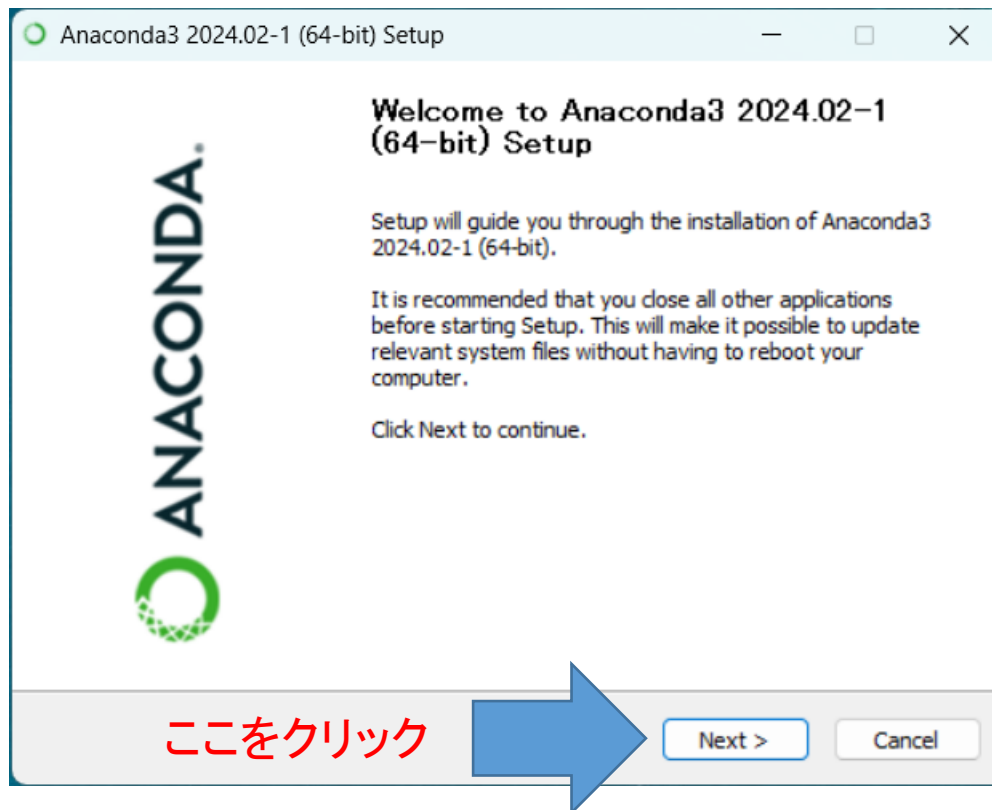 Anaconda3 2024.02-1 (64-bit) Setup
Welcome to Anaconda3 2024.02-1
(64-bit) Setup
ANACONDA.
Setup will guide you through the installation of Anaconda3
2024.02-1 (64-bit).
It is recommended that you close all other applications
before starting Setup. This will make it possible to update
relevant system files without having to reboot your
computer.
Click Next to continue.
ここをクリック
Next >
Cancel